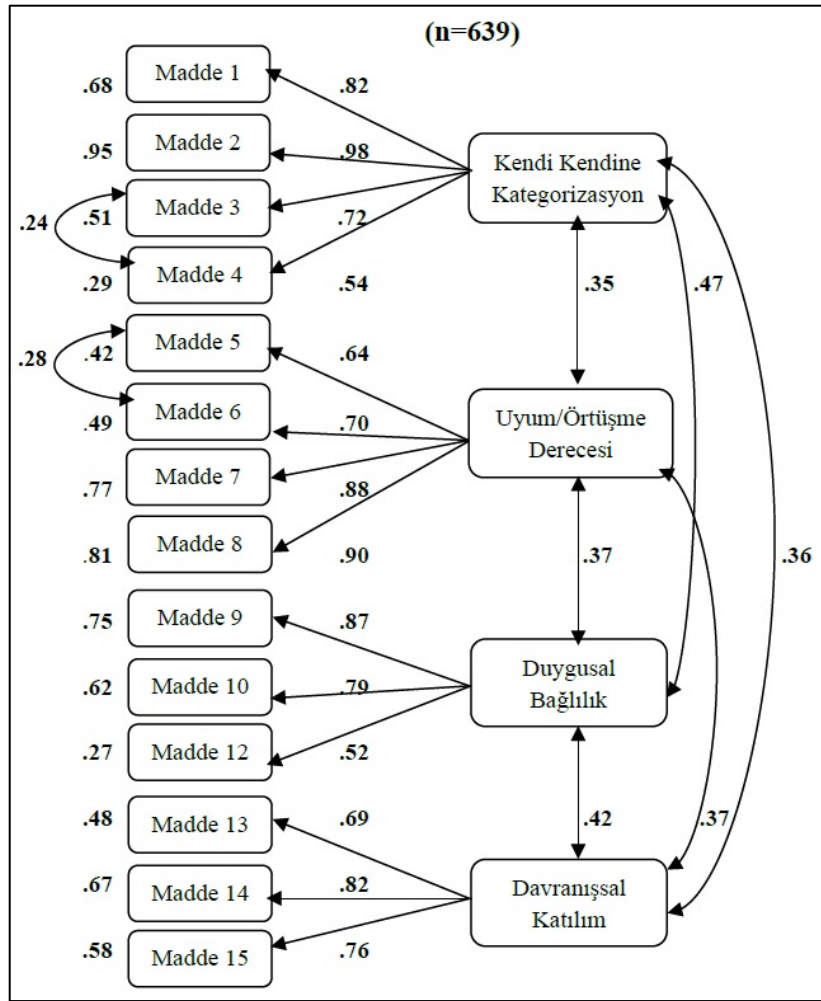 (n=639)
.68 Madde 1 .82
.95 Madde 2 .98
Kendi Kendine
Kategorizasyon
.24 .51 Madde 3 .72
.29 Madde 4 .54
.35 .47
.28 .42 Madde 5 .64
.49 Madde 6 .70
Uyum/Örtüşme
Derecesi
.77 Madde 7 .88
.81 Madde 8 .90
.37 .36
.75 Madde 9 .87
.62 Madde 10 .79
Duygusal
Bağlılık
.27 Madde 12 .52
.48 Madde 13 .69
.42 .37
.67 Madde 14 .82
Davranışsal
Katılım
.58 Madde 15 .76